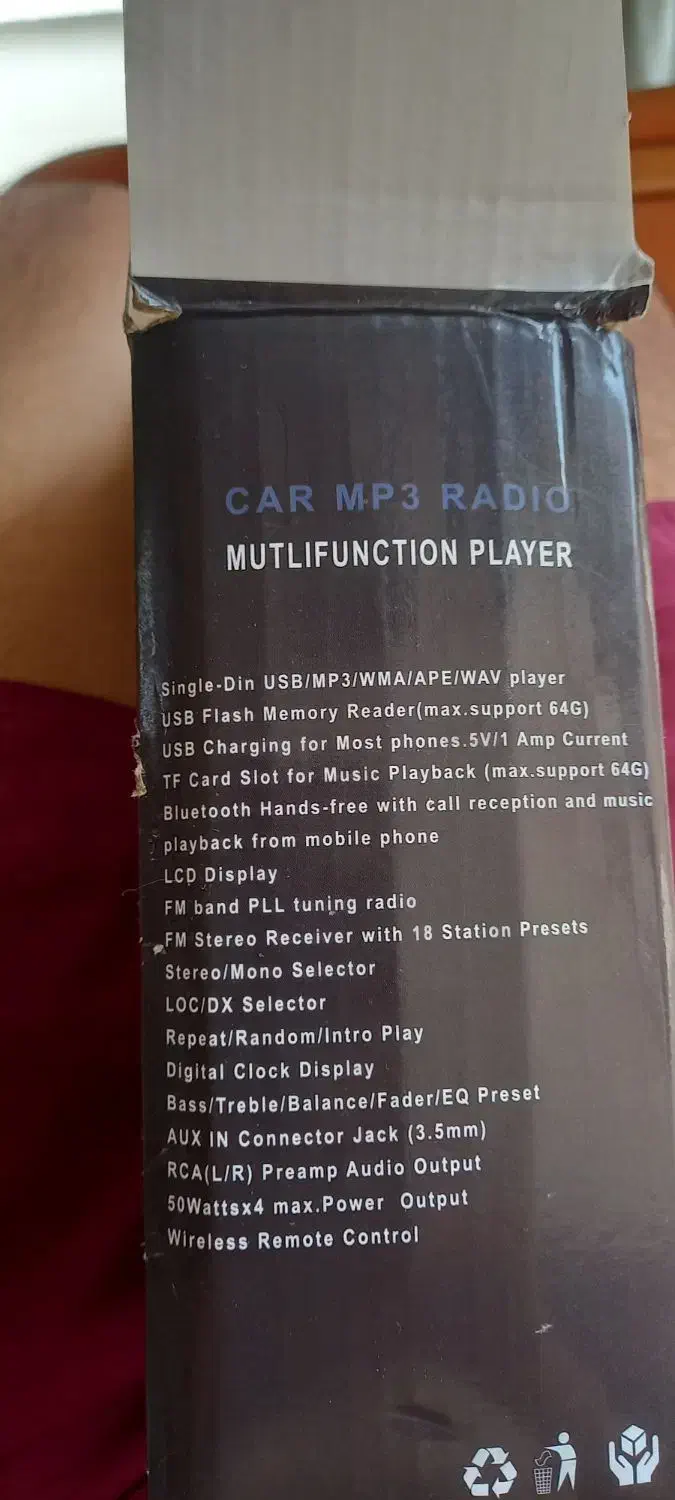 CAR MP3 RADIO
MUTLIFUNCTION PLAYER
Single-Din USB/MP3/WMA/APE/WAV player
USB Flash Memory Reader(max.support 64G)
USB Charging for Most phones.5V/1 Amp Current
TF Card Slot for Music Playback (max.support 64G)
Bluetooth Hands-free with call reception and music
playback from mobile phone
LCD Display
FM band PLL tuning radio
FM Stereo Receiver with 18 Station Presets
Stereo/Mono Selector
LOC/DX Selector
Repeat/Random/Intro Play
Digital Clock Display
Bass/Treble/Balance/Fader/EQ Preset
AUX IN Connector Jack (3.5mm)
RCA(L/R) Preamp Audio Output
50Wattsx4 max.Power Output
Wireless Remote Control